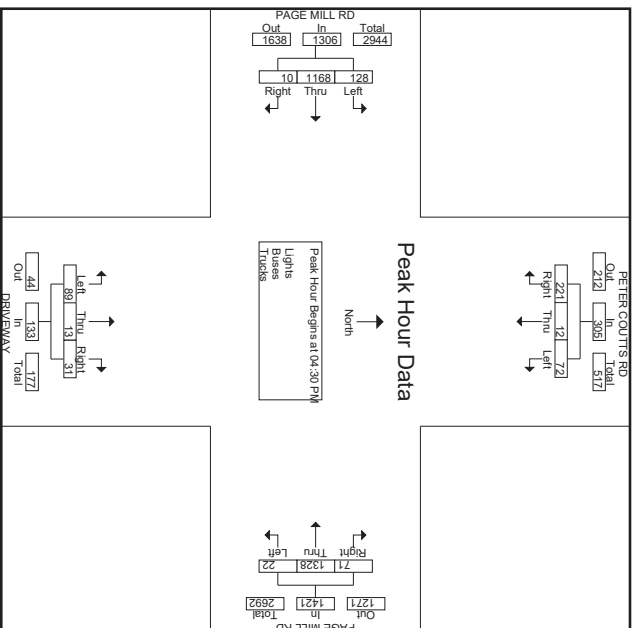 PAGE MILL RD
Out In Total
1638 1306 2944
10 1168 128
Right Thru Left
PETER COUTTS RD
Out In Total
212 305 517
221 12 72
Right Thru Left
Peak Hour Data
North
Peak Hour Begins at 04:30 PM
Lights
Buses
Trucks
Left Thru Right
89 13 31
Out In Total
44 133 177
DRIVEWAY
Left Thru Right
22 1328 71
Total In Out
2692 1421 1271
PAGE MILL RD